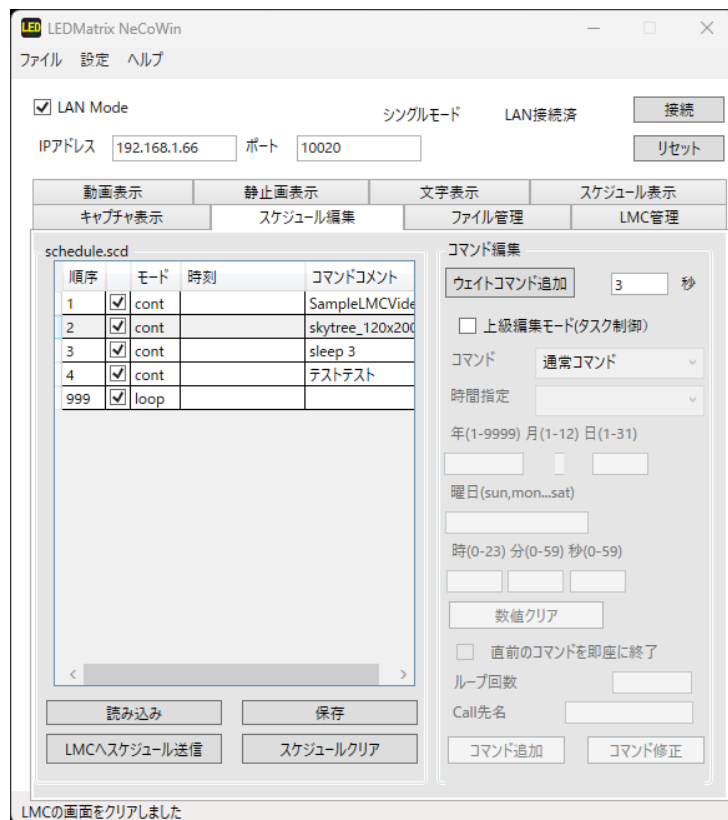 LED LEDMatrix NeCoWin
ファイル 設定 ヘルプ
LAN Mode シングルモード LAN接続済 接続
IPアドレス 192.168.1.66 ポート 10020 リセット
動画表示 静止画表示 文字表示 スケジュール表示
キャプチャ表示 スケジュール編集 ファイル管理 LMC管理
schedule.scd
順序 モード 時刻 コマンドコメント
1 cont SampleLMCVide
2 cont skytree_120x200
3 cont sleep 3
4 cont テストテスト
999 loop
読み込み 保存
LMCへスケジュール送信 スケジュールクリア
コマンド編集
ウェイトコマンド追加 3 秒
上級編集モード(タスク制御)
コマンド 通常コマンド
時間指定
年(1-9999) 月(1-12) 日(1-31)
曜日(sun,mon...sat)
時(0-23) 分(0-59) 秒(0-59)
数値クリア
直前のコマンドを即座に終了
ループ回数
Call先名
コマンド追加 コマンド修正
LMCの画面をクリアしました